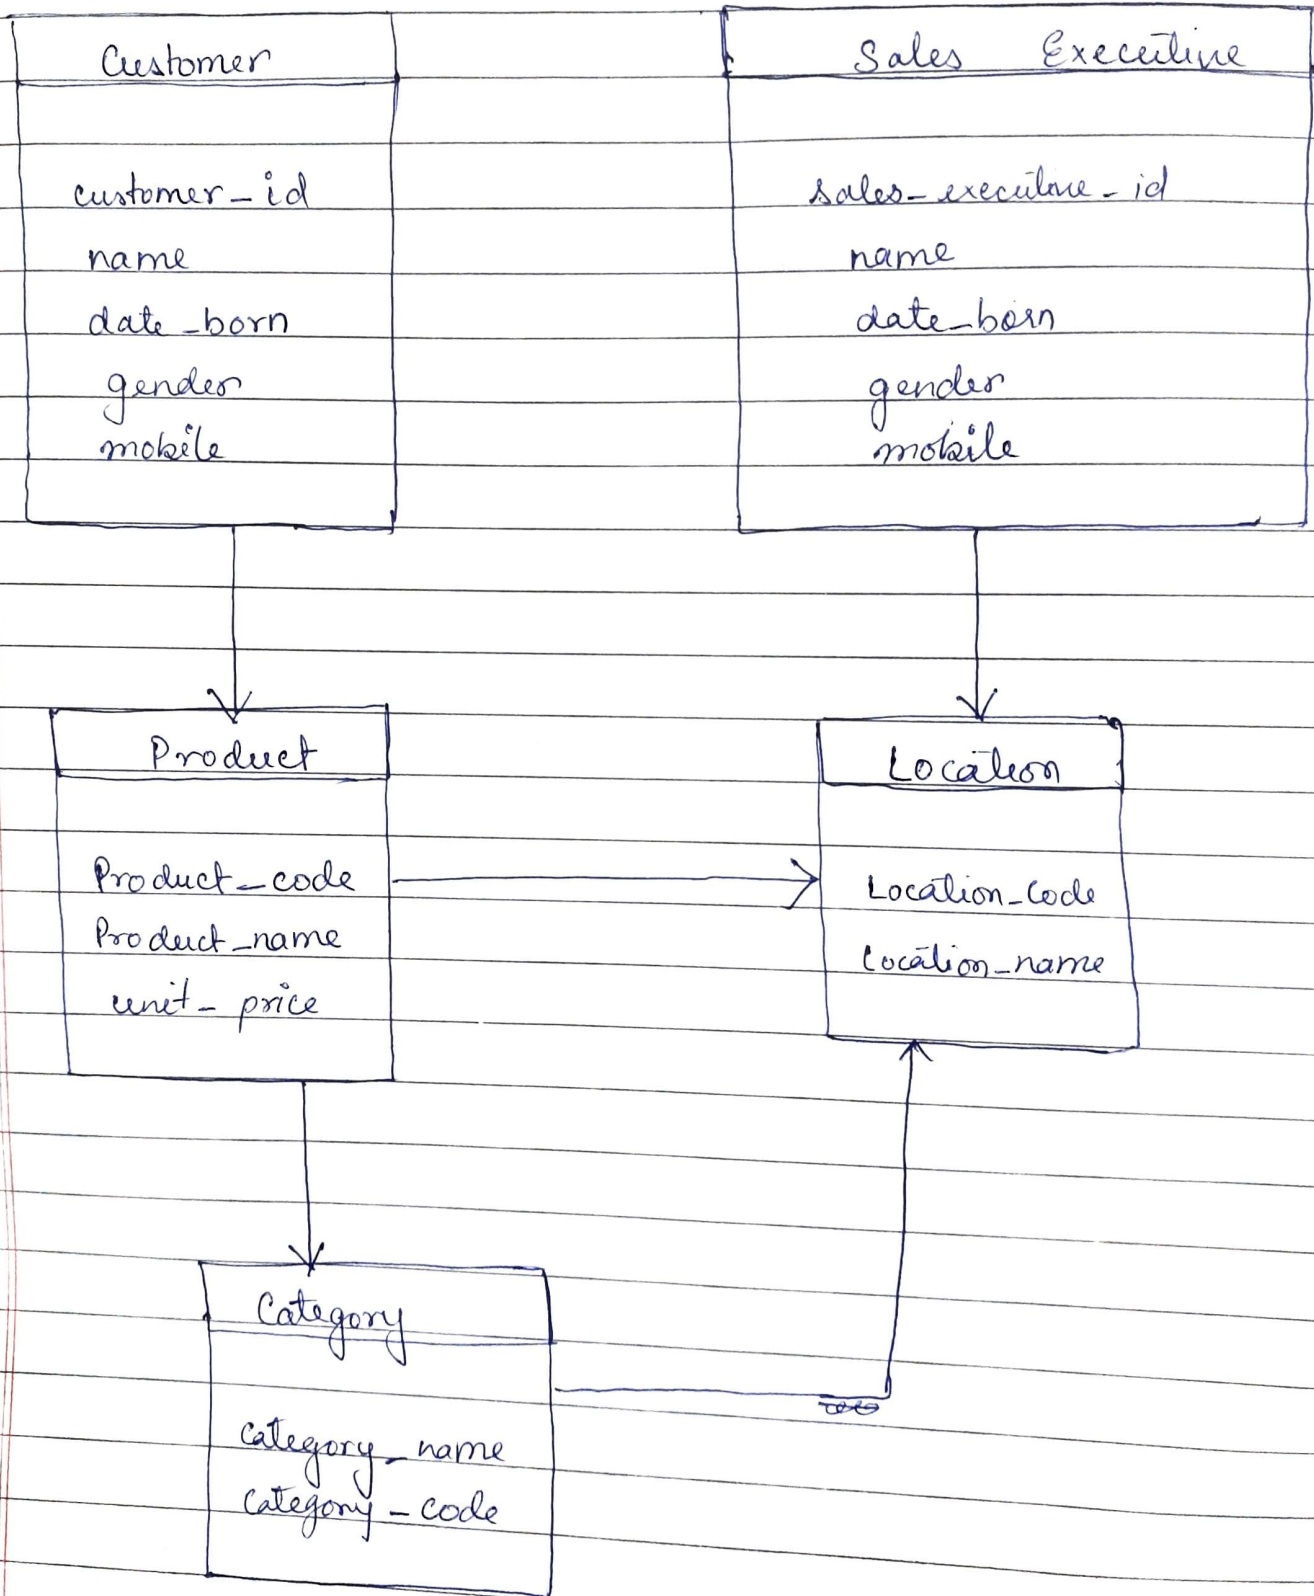 Customer
customer_id
name
date_born
gender
mobile
Sales Executive
sales_executive_id
name
date_born
gender
mobile
Product
Product_code
Product_name
unit_price
Location
Location_Code
Location_name
Category
Category_name
Category_code